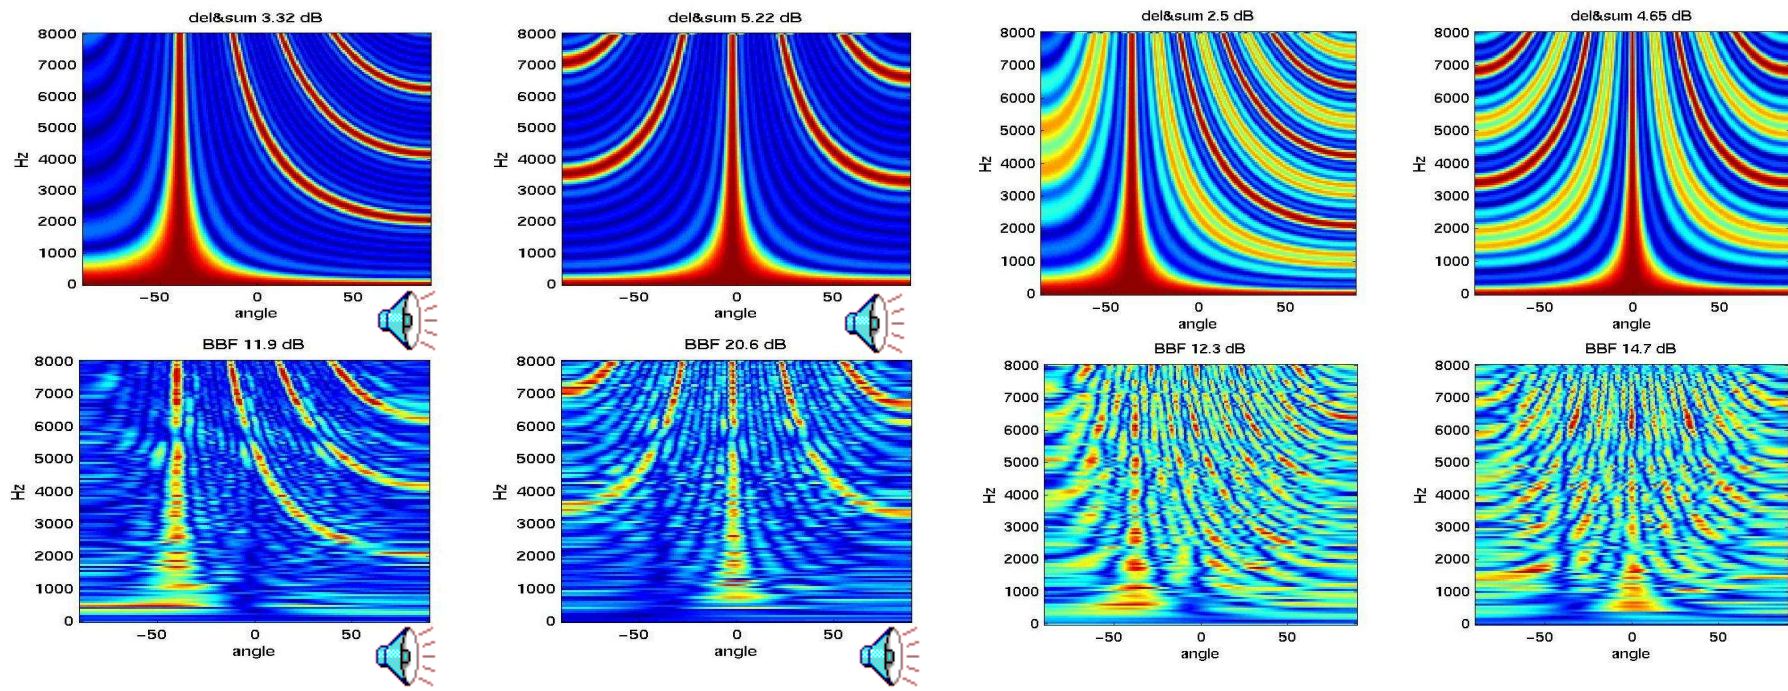 del&sum 3.32 dB
8000
7000
6000
5000
4000
3000
2000
1000
0
Hz
−50 0 50
angle
del&sum 5.22 dB
8000
7000
6000
5000
4000
3000
2000
1000
0
Hz
−50 0 50
angle
del&sum 2.5 dB
8000
7000
6000
5000
4000
3000
2000
1000
0
Hz
−50 0 50
angle
del&sum 4.65 dB
8000
7000
6000
5000
4000
3000
2000
1000
0
Hz
−50 0 50
angle
BBF 11.9 dB
8000
7000
6000
5000
4000
3000
2000
1000
0
Hz
−50 0 50
angle
BBF 20.6 dB
8000
7000
6000
5000
4000
3000
2000
1000
0
Hz
−50 0 50
angle
BBF 12.3 dB
8000
7000
6000
5000
4000
3000
2000
1000
0
Hz
−50 0 50
angle
BBF 14.7 dB
8000
7000
6000
5000
4000
3000
2000
1000
0
Hz
−50 0 50
angle